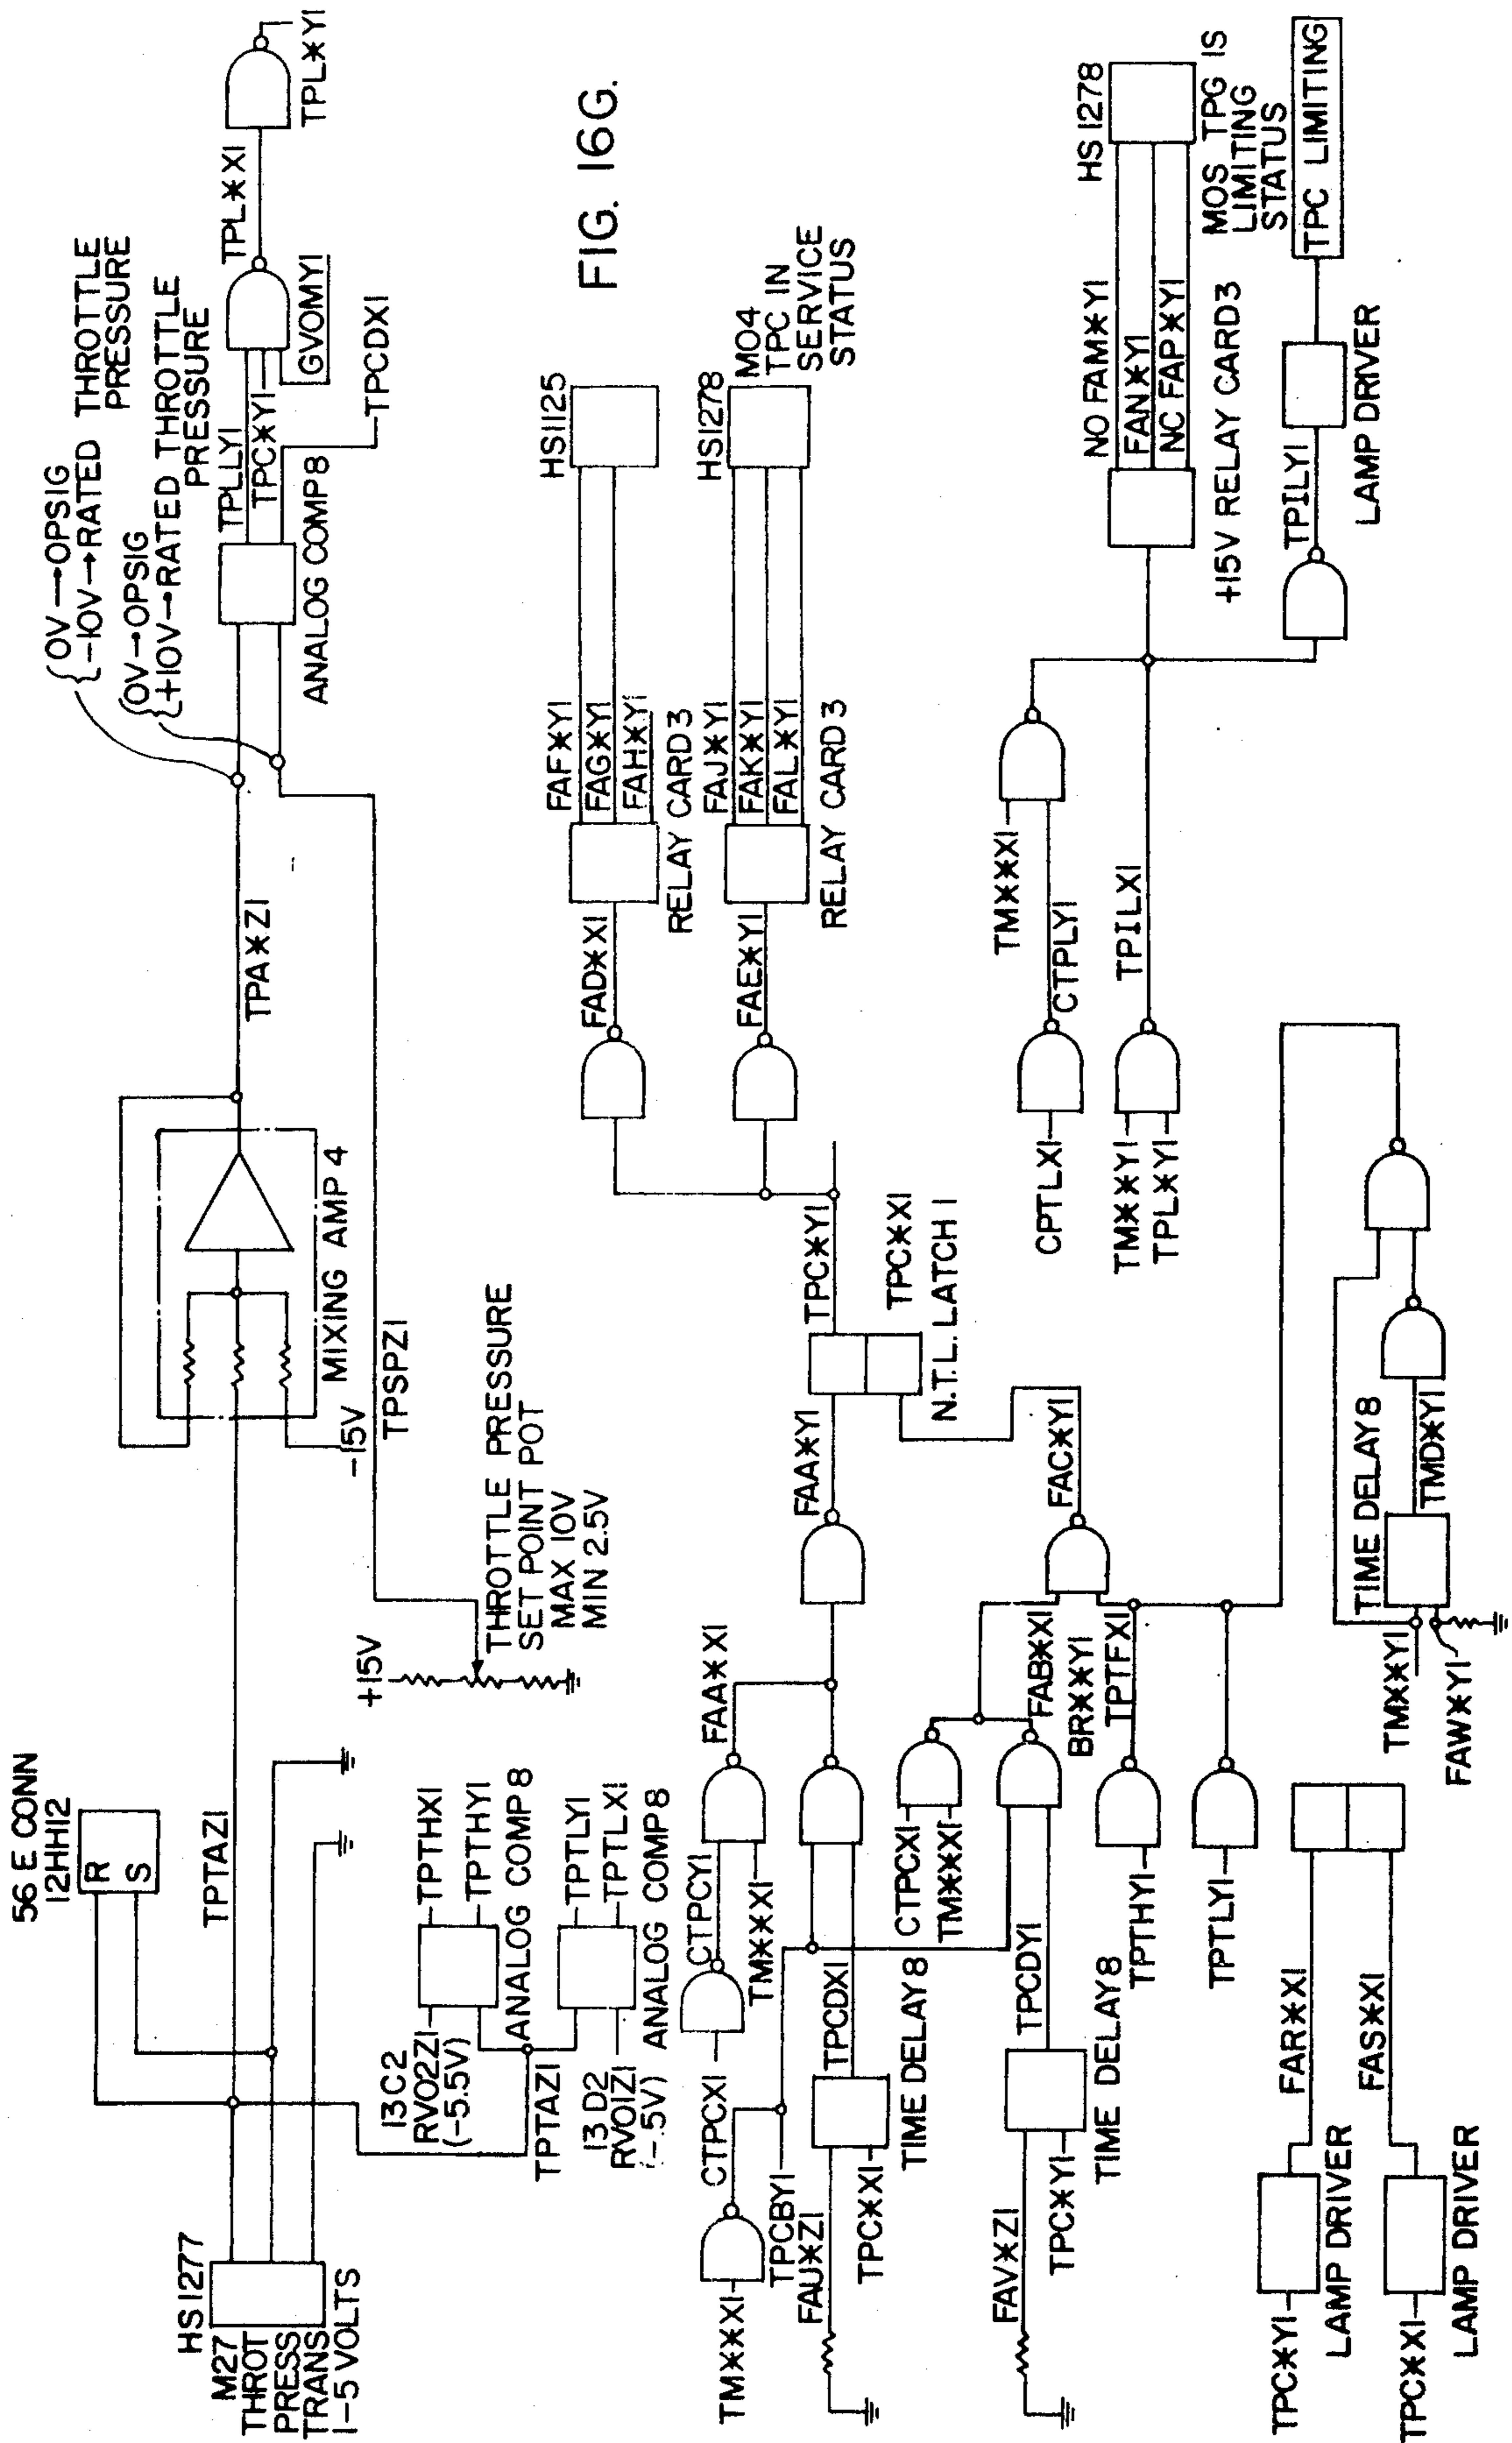 FIG. 16G.
56 E CONN
12HH12
R
S
HS1277
M27
THROT
PRESS
TRANS
1-5 VOLTS
TPTAZ1
MIXING AMP 4
-15V
TPA*Z1
0V→0PSIG
-10V→RATED THROTTLE
PRESSURE
0V→0PSIG
+10V→RATED THROTTLE
PRESSURE
ANALOG COMP 8
TPLLY1
TPC*Y1
GVOMY1
TPCDX1
TPL*X1
TPL*Y1
TPSPZ1
+15V
THROTTLE PRESSURE
SET POINT POT
MAX 10V
MIN 2.5V
13C2
RV02Z1
(-5.5V)
TPTHX1
TPTHY1
ANALOG COMP 8
TPTAZ1
13D2
RV01Z1
(-.5V)
TPTLY1
TPTLX1
ANALOG COMP 8
CTPCX1
CTPCY1
TM**X1
FAA*X1
FAA*Y1
TPC*Y1
TPC*X1
N.T.L. LATCH 1
FAD*X1
FAF*Y1
FAG*Y1
FAH*Y1
RELAY CARD 3
HS1125
FAE*Y1
FAJ*Y1
FAK*Y1
FAL*Y1
RELAY CARD 3
HS1278
M04
TPC IN
SERVICE
STATUS
TM**X1
TPCBY1
FAU*Z1
TPC*X1
TPCDX1
TIME DELAY 8
FAV*Z1
TPC*Y1
TPCDY1
TIME DELAY 8
CTPCX1
TM**X1
FAB*X1
BR**Y1
TPTFX1
FAC*Y1
TPTHY1
TPTLY1
CPTLX1
CTPLY1
TM**X1
TM**Y1
TPL*Y1
TPILX1
NO FAM*Y1
FAN*Y1
NC FAP*Y1
+15V RELAY CARD 3
HS 1278
MOS TPG IS
LIMITING
STATUS
TPILY1
LAMP DRIVER
TPC LIMITING
TM**Y1
FAW*Y1
TIME DELAY 8
TMD*Y1
TPC*Y1
LAMP DRIVER
FAR*X1
TPC*X1
LAMP DRIVER
FAS*X1